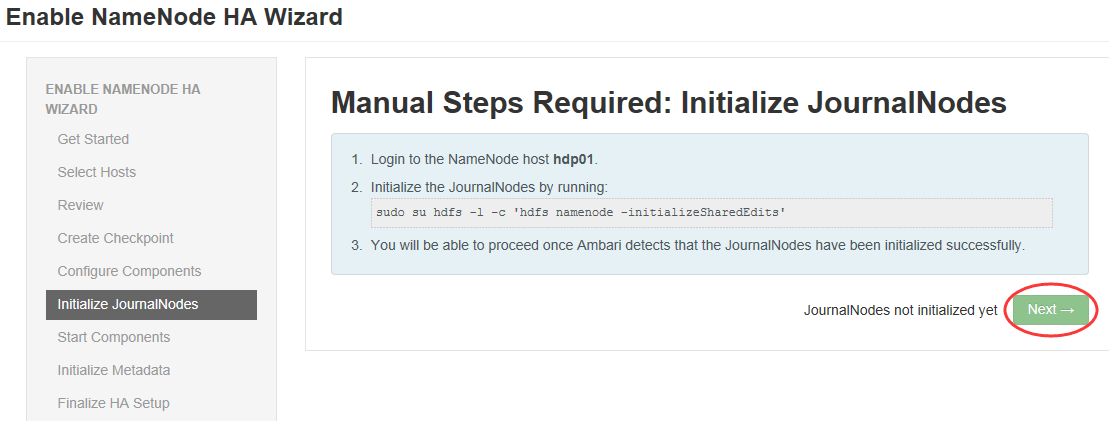 Enable NameNode HA Wizard
ENABLE NAMENODE HA
WIZARD
Get Started
Select Hosts
Review
Create Checkpoint
Configure Components
Initialize JournalNodes
Start Components
Initialize Metadata
Finalize HA Setup
Manual Steps Required: Initialize JournalNodes
1. Login to the NameNode host hdp01.
2. Initialize the JournalNodes by running:
sudo su hdfs -l -c 'hdfs namenode -initializeSharedEdits'
3. You will be able to proceed once Ambari detects that the JournalNodes have been initialized successfully.
JournalNodes not initialized yet
Next →